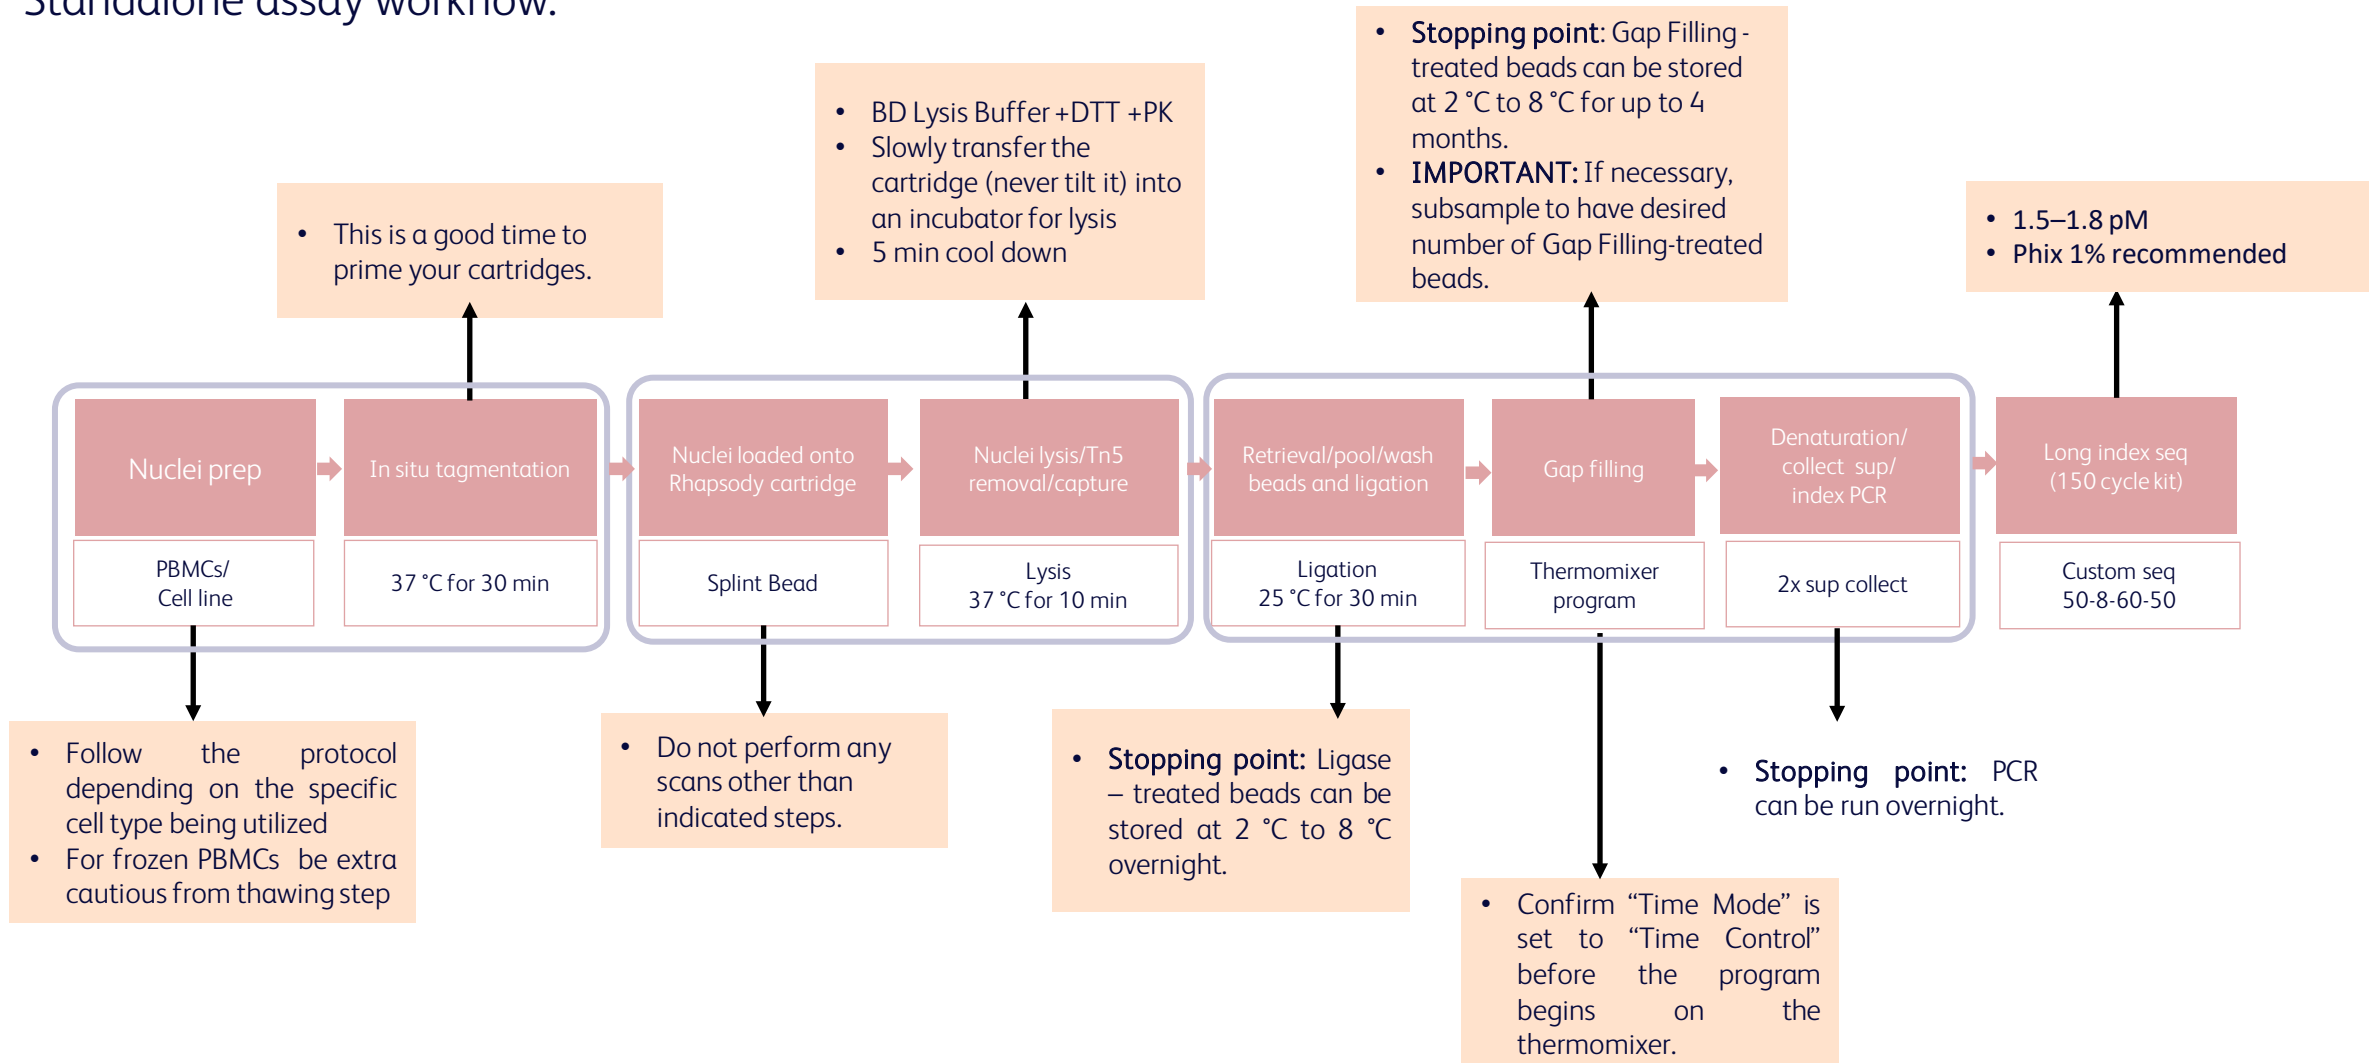 Standalone assay workflow:
• Stopping point: Gap Filling -
treated beads can be stored
at 2 °C to 8 °C for up to 4
months.
• IMPORTANT: If necessary,
subsample to have desired
number of Gap Filling-treated
beads.
• BD Lysis Buffer +DTT +PK
• Slowly transfer the
cartridge (never tilt it) into
an incubator for lysis
• 5 min cool down
• This is a good time to
prime your cartridges.
• 1.5–1.8 pM
• Phix 1% recommended
Nuclei prep
In situ tagmentation
Nuclei loaded onto
Rhapsody cartridge
Nuclei lysis/Tn5
removal/capture
Retrieval/pool/wash
beads and ligation
Gap filling
Denaturation/
collect sup/
index PCR
Long index seq
(150 cycle kit)
PBMCs/
Cell line
37 °C for 30 min
Splint Bead
Lysis
37 °C for 10 min
Ligation
25 °C for 30 min
Thermomixer
program
2x sup collect
Custom seq
50-8-60-50
• Follow the protocol
depending on the specific
cell type being utilized
• For frozen PBMCs be extra
cautious from thawing step
• Do not perform any
scans other than
indicated steps.
• Stopping point: Ligase
– treated beads can be
stored at 2 °C to 8 °C
overnight.
• Stopping point: PCR
can be run overnight.
• Confirm “Time Mode” is
set to “Time Control”
before the program
begins on the
thermomixer.